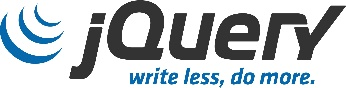 jQuery
write less, do more.